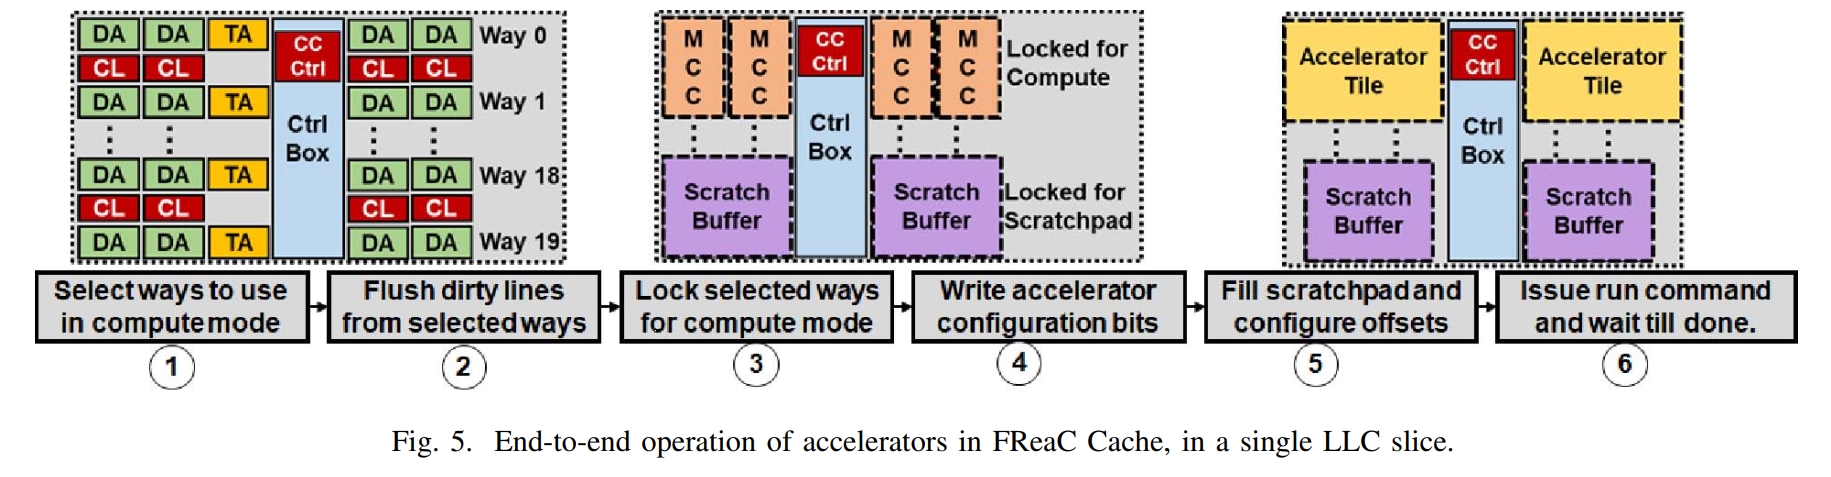 DA DA TA DA DA Way 0
CC
Ctrl
CL CL CL CL
DA DA TA DA DA Way 1
Ctrl
Box
DA DA TA DA DA Way 18
CL CL CL CL
DA DA TA DA DA Way 19
M
C
C
M
C
C
CC
Ctrl
M
C
C
M
C
C
Locked for
Compute
Ctrl
Box
Scratch
Buffer
Scratch
Buffer
Locked for
Scratchpad
Accelerator
Tile
CC
Ctrl
Accelerator
Tile
Ctrl
Box
Scratch
Buffer
Scratch
Buffer
Select ways to use
in compute mode
Flush dirty lines
from selected ways
Lock selected ways
for compute mode
Write accelerator
configuration bits
Fill scratchpad and
configure offsets
Issue run command
and wait till done.
1
2
3
4
5
6
Fig. 5. End-to-end operation of accelerators in FReaC Cache, in a single LLC slice.